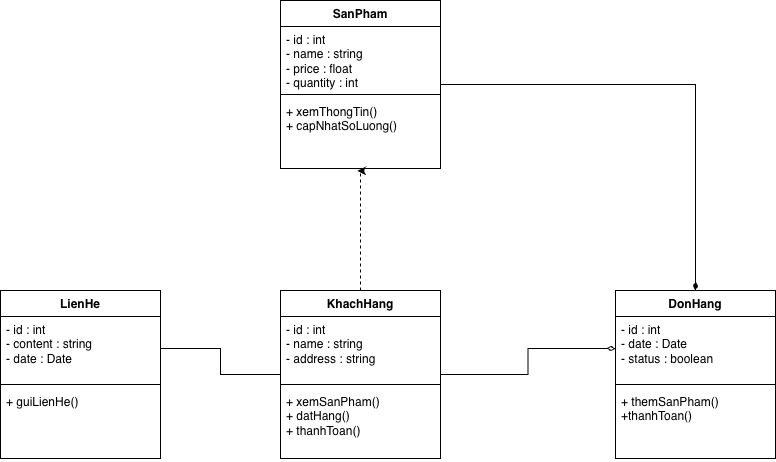 SanPham
- id : int
- name : string
- price : float
- quantity : int
+ xemThongTin()
+ capNhatSoLuong()
LienHe
- id : int
- content : string
- date : Date
+ guiLienHe()
KhachHang
- id : int
- name : string
- address : string
+ xemSanPham()
+ datHang()
+ thanhToan()
DonHang
- id : int
- date : Date
- status : boolean
+ themSanPham()
+thanhToan()